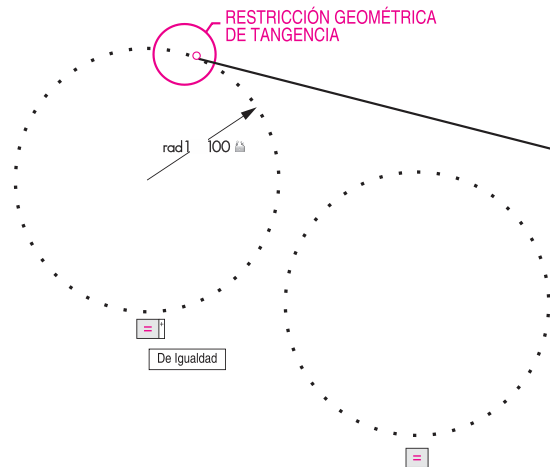 RESTRICCIÓN GEOMÉTRICA
DE TANGENCIA
rad1 100
=
De Igualdad
=